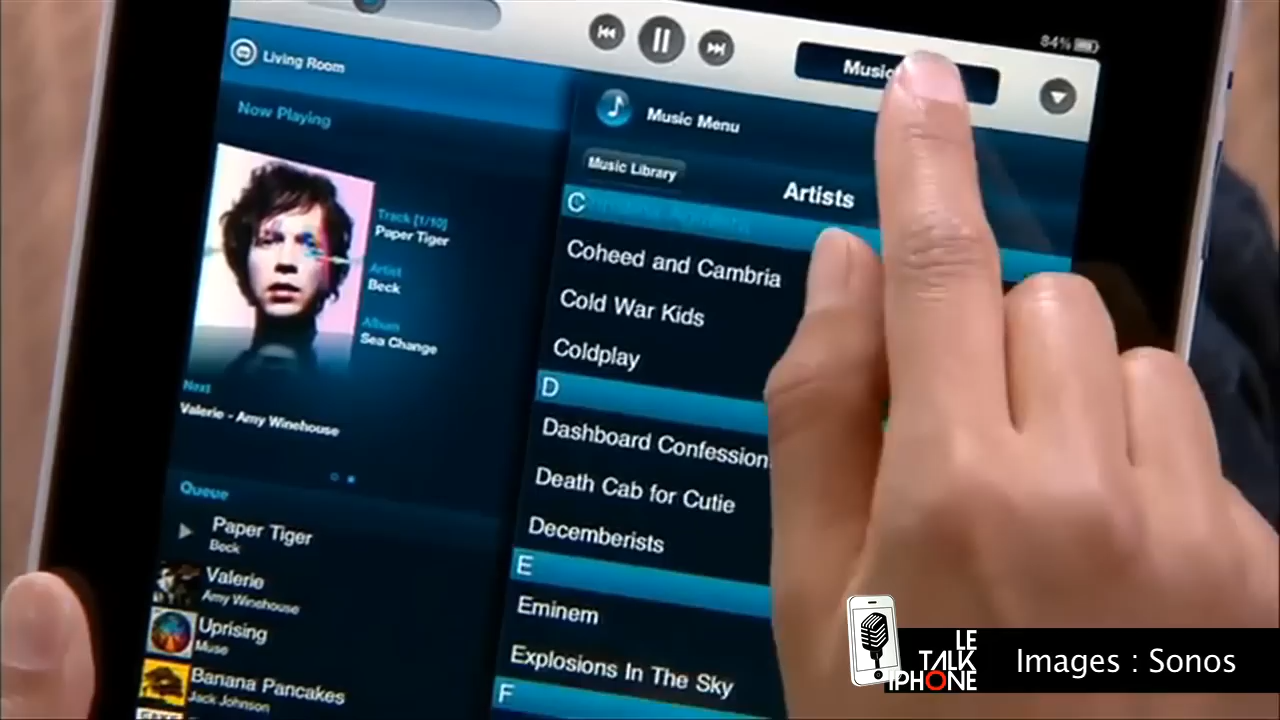 84%
Music
Living Room
Now Playing
Track [1/10]
Paper Tiger
Artist
Beck
Album
Sea Change
Next
Valerie - Amy Winehouse
Queue
Paper Tiger
Beck
Valerie
Amy Winehouse
Uprising
Muse
Banana Pancakes
Jack Johnson
Music Menu
Music Library
Artists
C
Coheed and Cambria
Cold War Kids
Coldplay
D
Dashboard Confession
Death Cab for Cutie
Decemberists
E
Eminem
Explosions In The Sky
F
LE
TALK
IPHONE
Images : Sonos